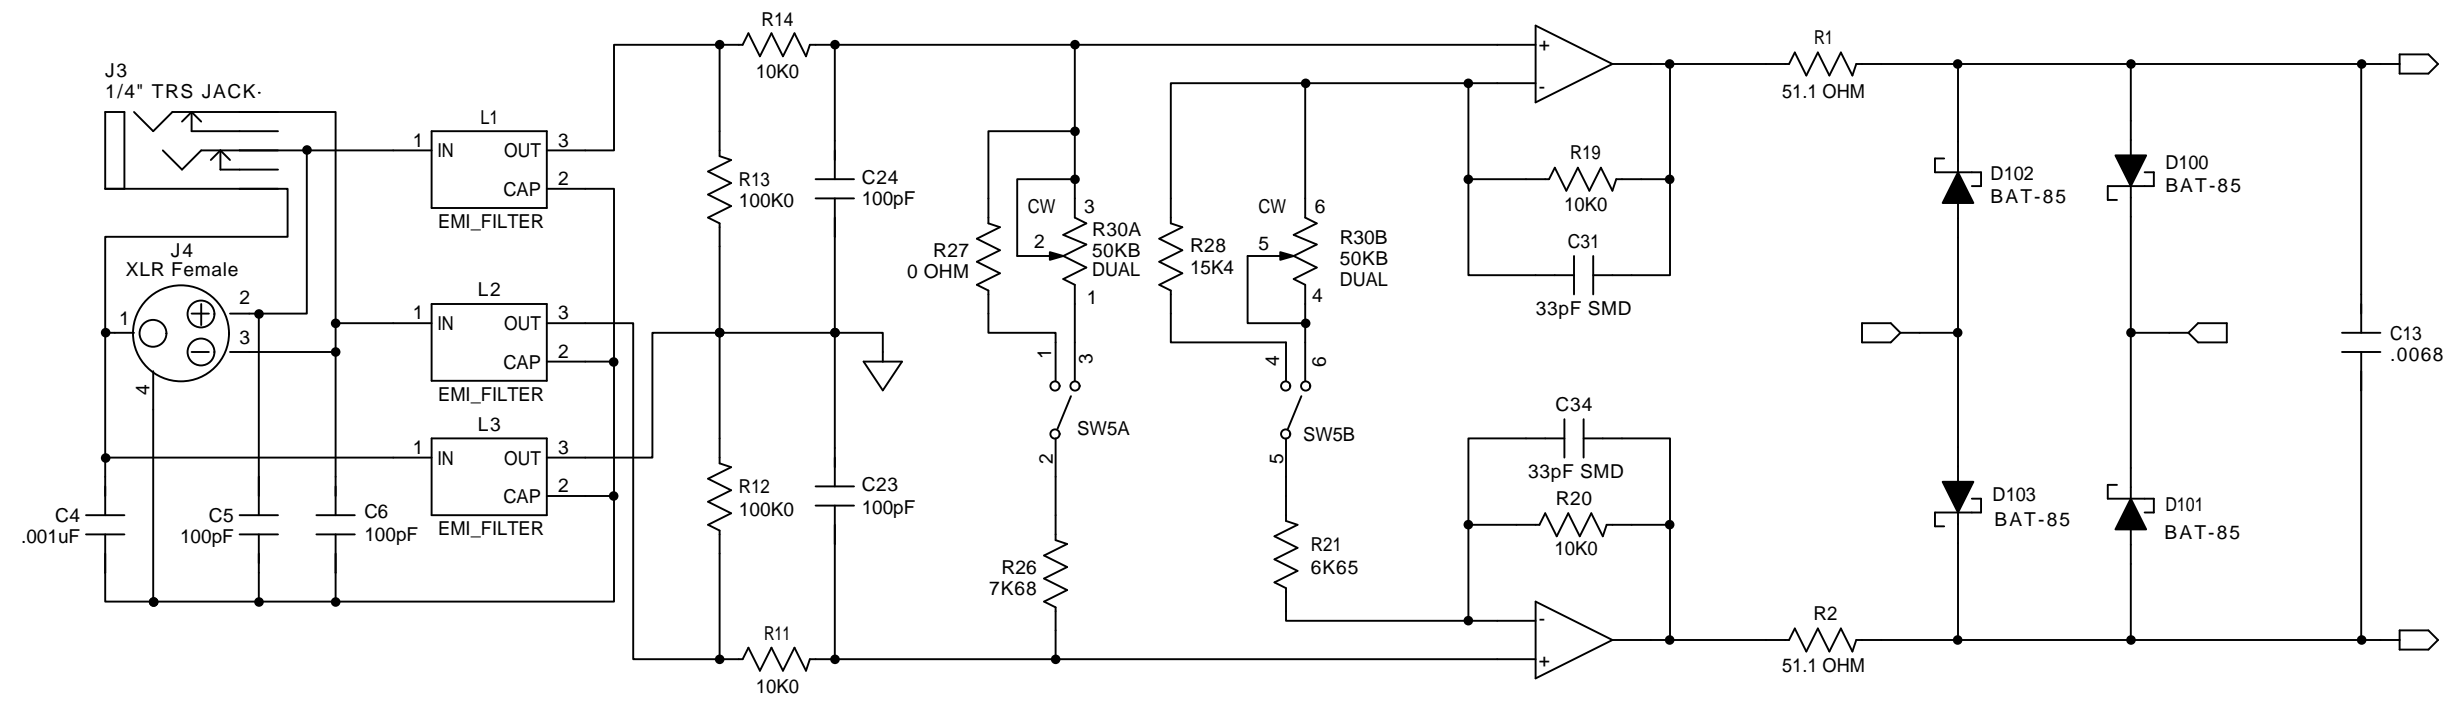 J3
1/4" TRS JACK·
J4
XLR Female
1
2
3
4
C4
.001uF
C5
100pF
C6
100pF
L1
1
IN
OUT
3
CAP
2
EMI_FILTER
L2
1
IN
OUT
3
CAP
2
EMI_FILTER
L3
1
IN
OUT
3
CAP
2
EMI_FILTER
R14
10K0
R13
100K0
C24
100pF
R12
100K0
C23
100pF
R11
10K0
R27
0 OHM
CW
3
2
R30A
50KB
DUAL
1
1
3
SW5A
2
R26
7K68
R28
15K4
CW
6
5
R30B
50KB
DUAL
4
4
6
SW5B
5
R21
6K65
+
-
R19
10K0
C31
33pF SMD
C34
33pF SMD
R20
10K0
-
+
R1
51.1 OHM
R2
51.1 OHM
D102
BAT-85
D100
BAT-85
D103
BAT-85
D101
BAT-85
C13
.0068